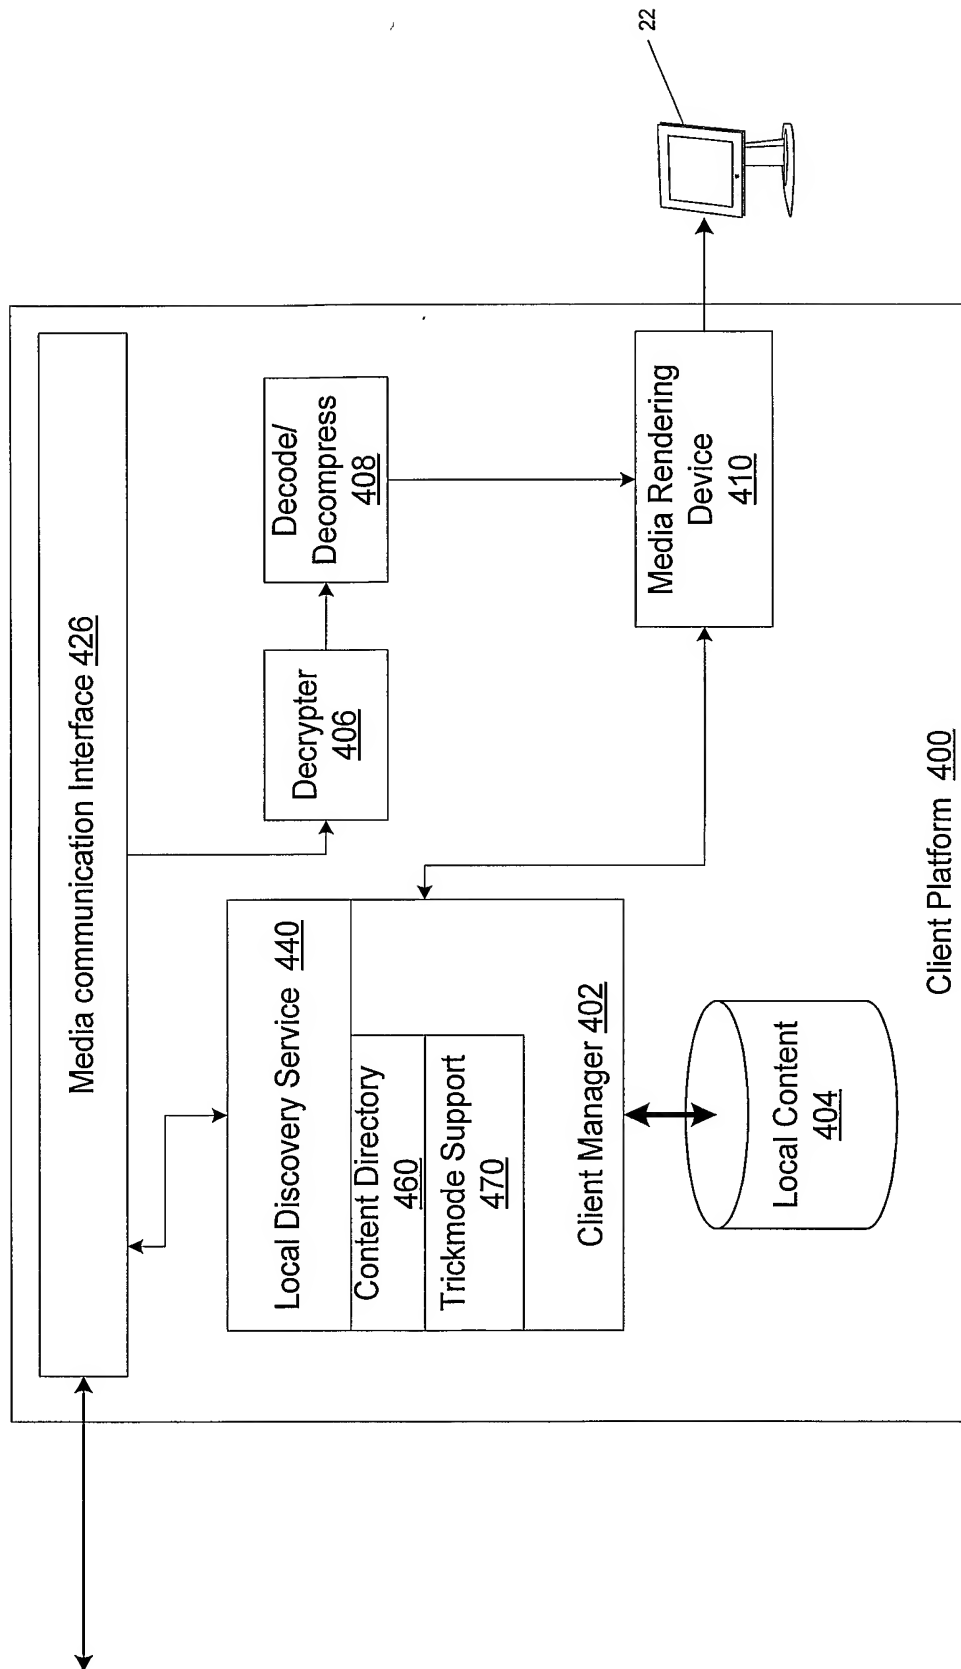 Media communication Interface 426
Local Discovery Service 440
Content Directory
460
Trickmode Support
470
Client Manager 402
Local Content
404
Decrypter
406
Decode/
Decompress
408
Media Rendering
Device
410
22
Client Platform 400